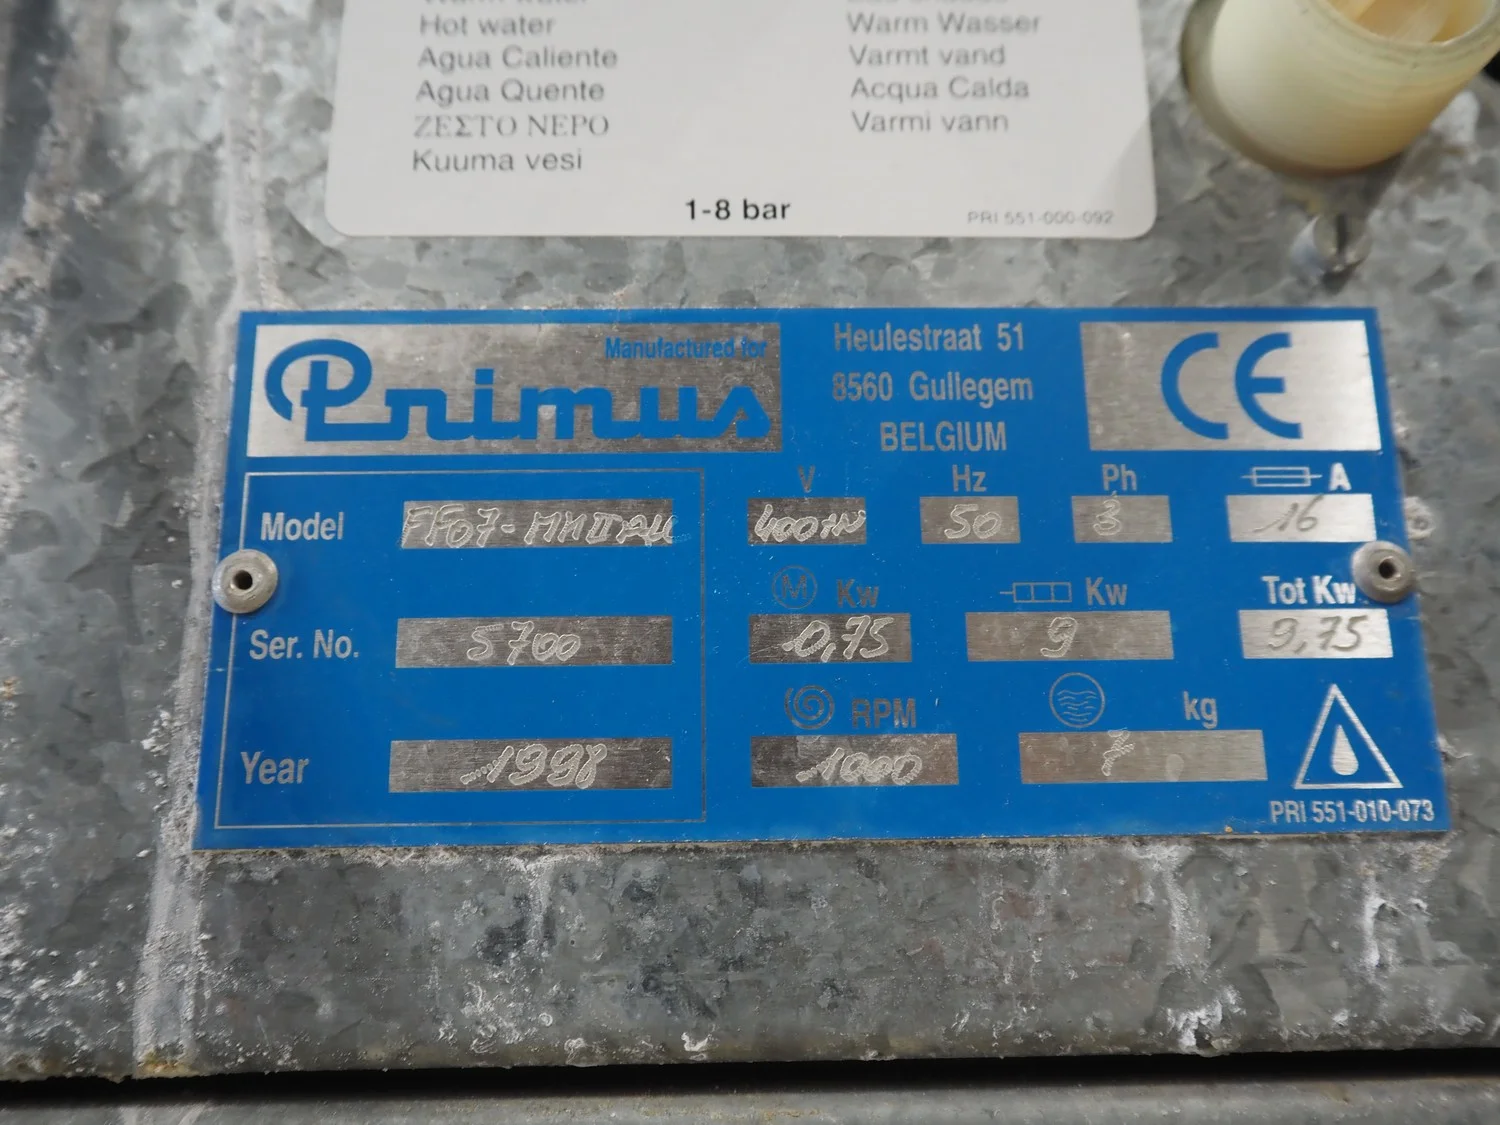 Hot water
Warm Wasser
Agua Caliente
Varmt vand
Agua Quente
Acqua Calda
ΖΕΣΤΟ ΝΕΡΟ
Varmi vann
Kuuma vesi
1-8 bar
PRI 551-000-092
Manufactured for
Primus
Heulestraat 51
8560 Gullegem
BELGIUM
CE
V Hz Ph A
Model
400+N 50 3 16
M Kw Kw Tot Kw
Ser. No. 5700
0,75 9 9,75
RPM kg
Year 1998
1000 7
PRI 551-010-073